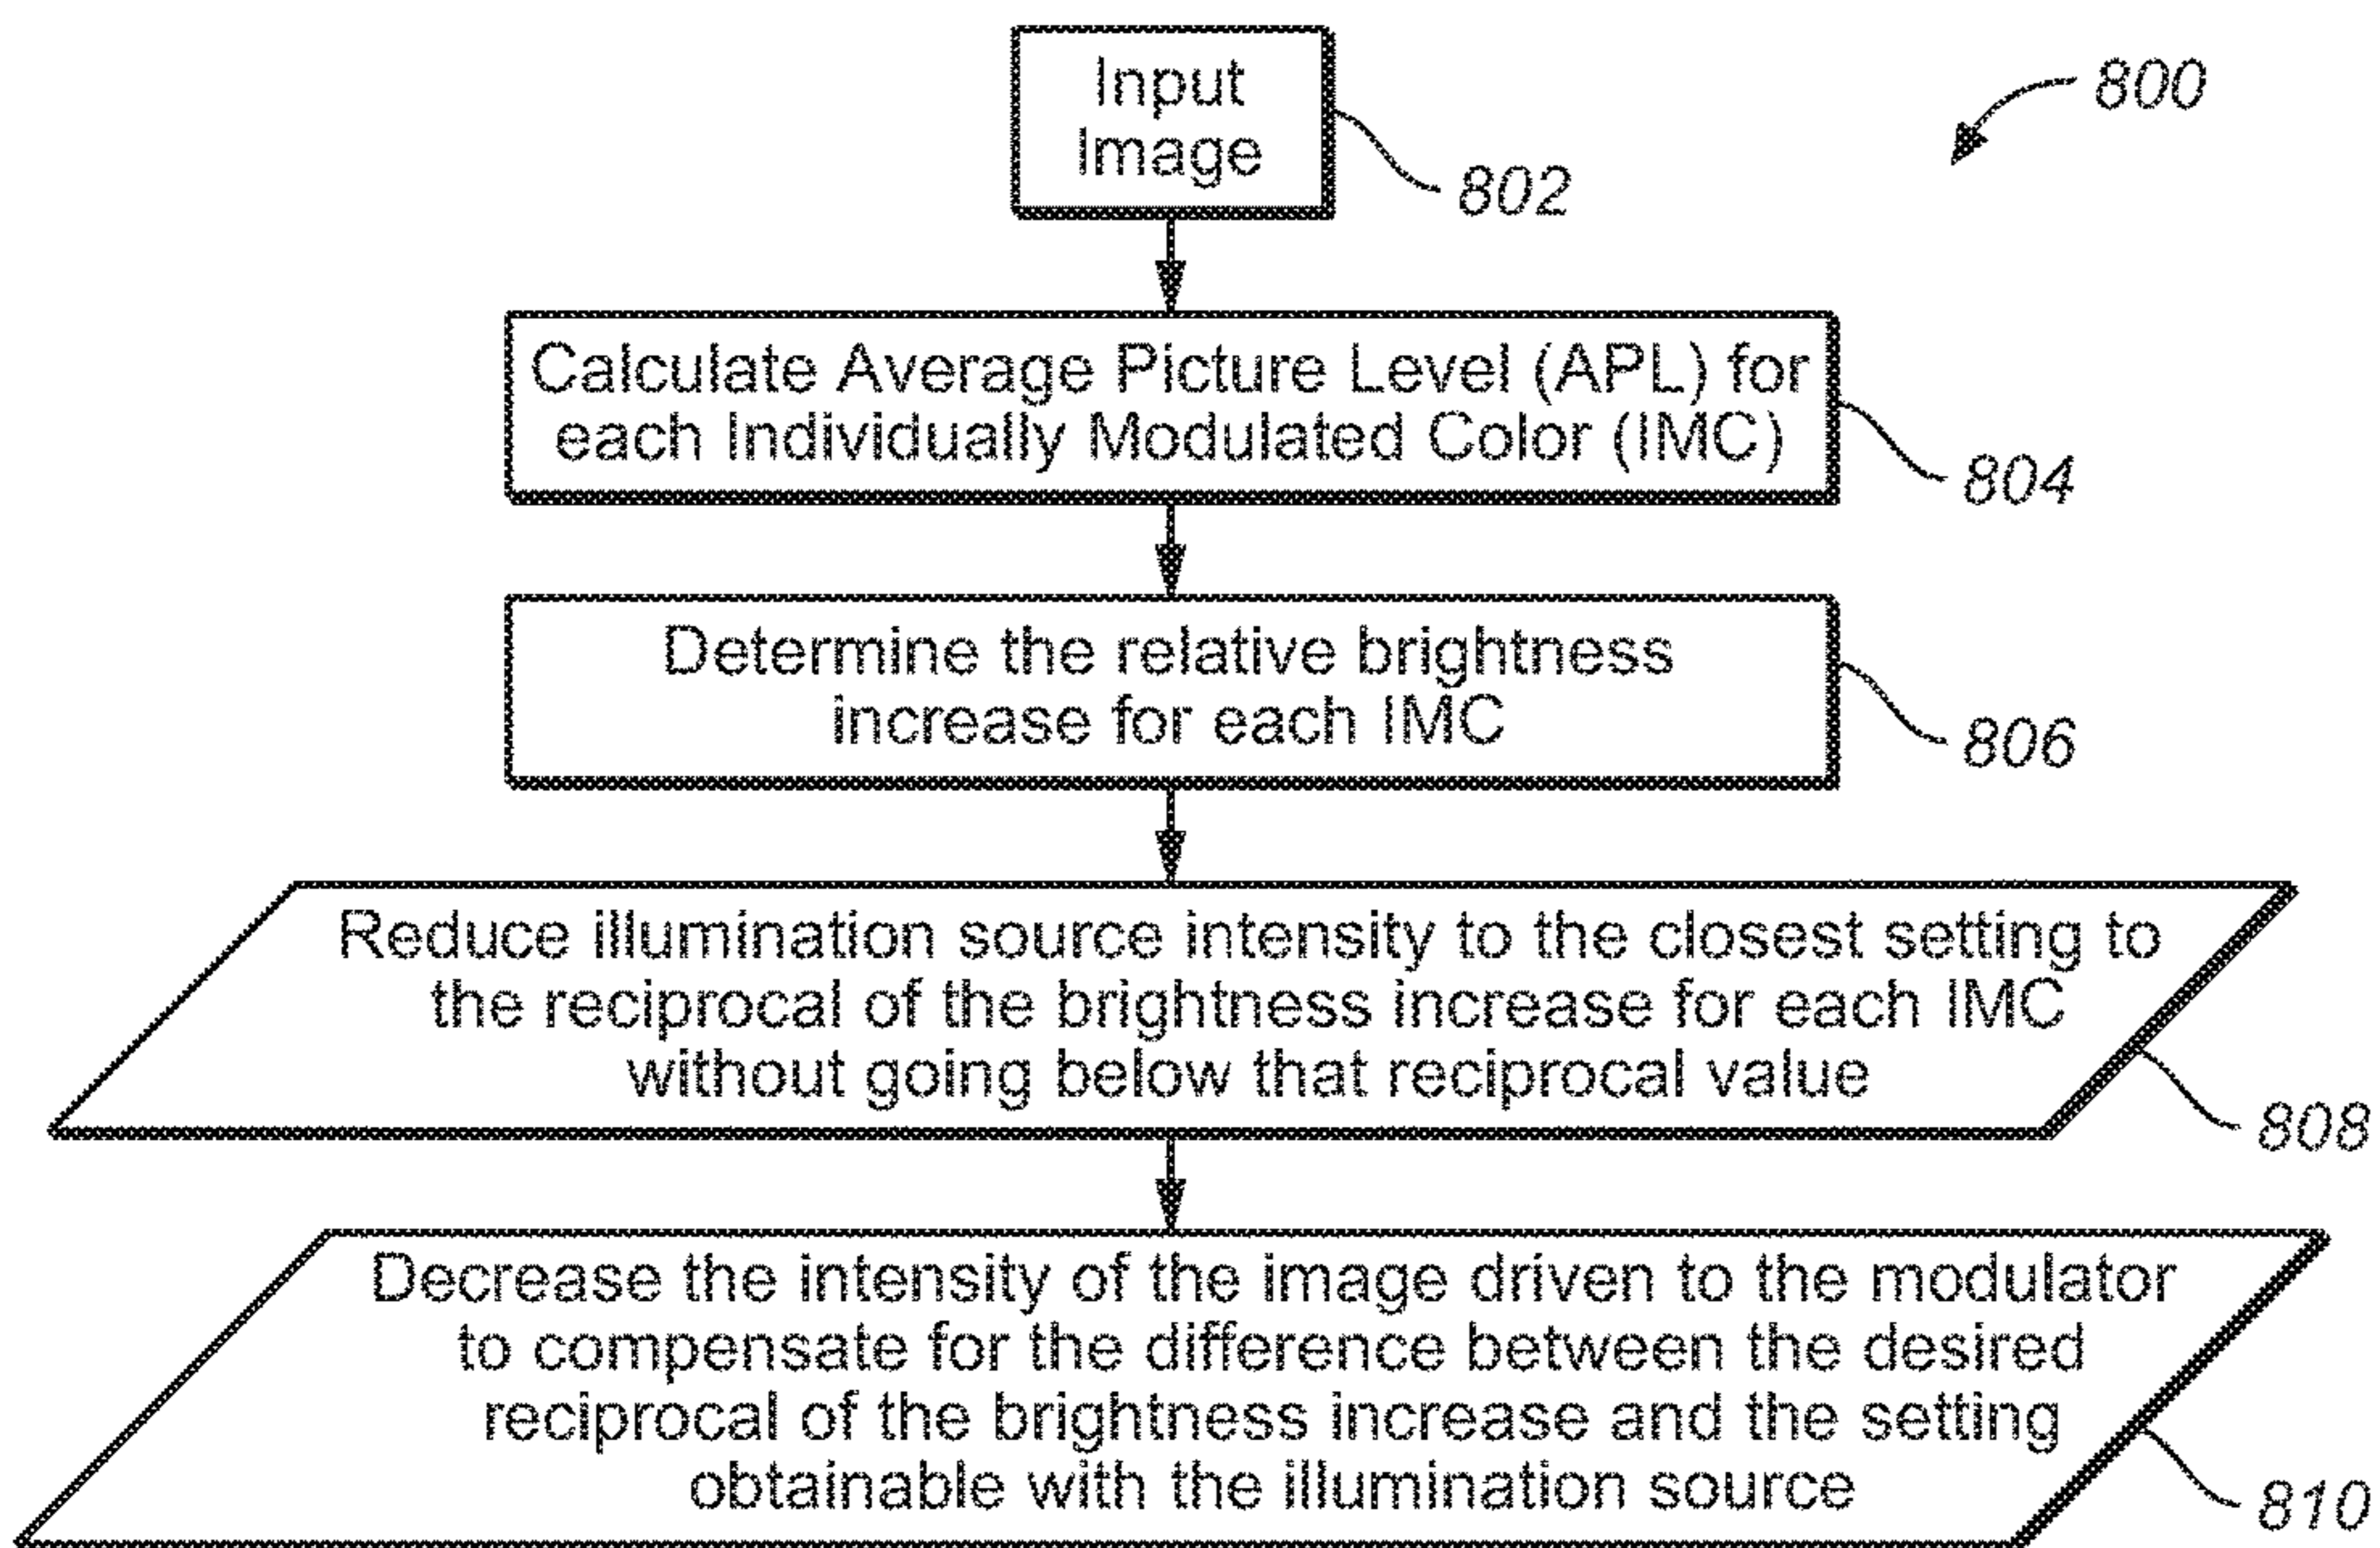 Input
Image
800
802
Calculate Average Picture Level (APL) for
each Individually Modulated Color (IMC)
804
Determine the relative brightness
increase for each IMC
806
Reduce illumination source intensity to the closest setting to
the reciprocal of the brightness increase for each IMC
without going below that reciprocal value
808
Decrease the intensity of the image driven to the modulator
to compensate for the difference between the desired
reciprocal of the brightness increase and the setting
obtainable with the illumination source
810